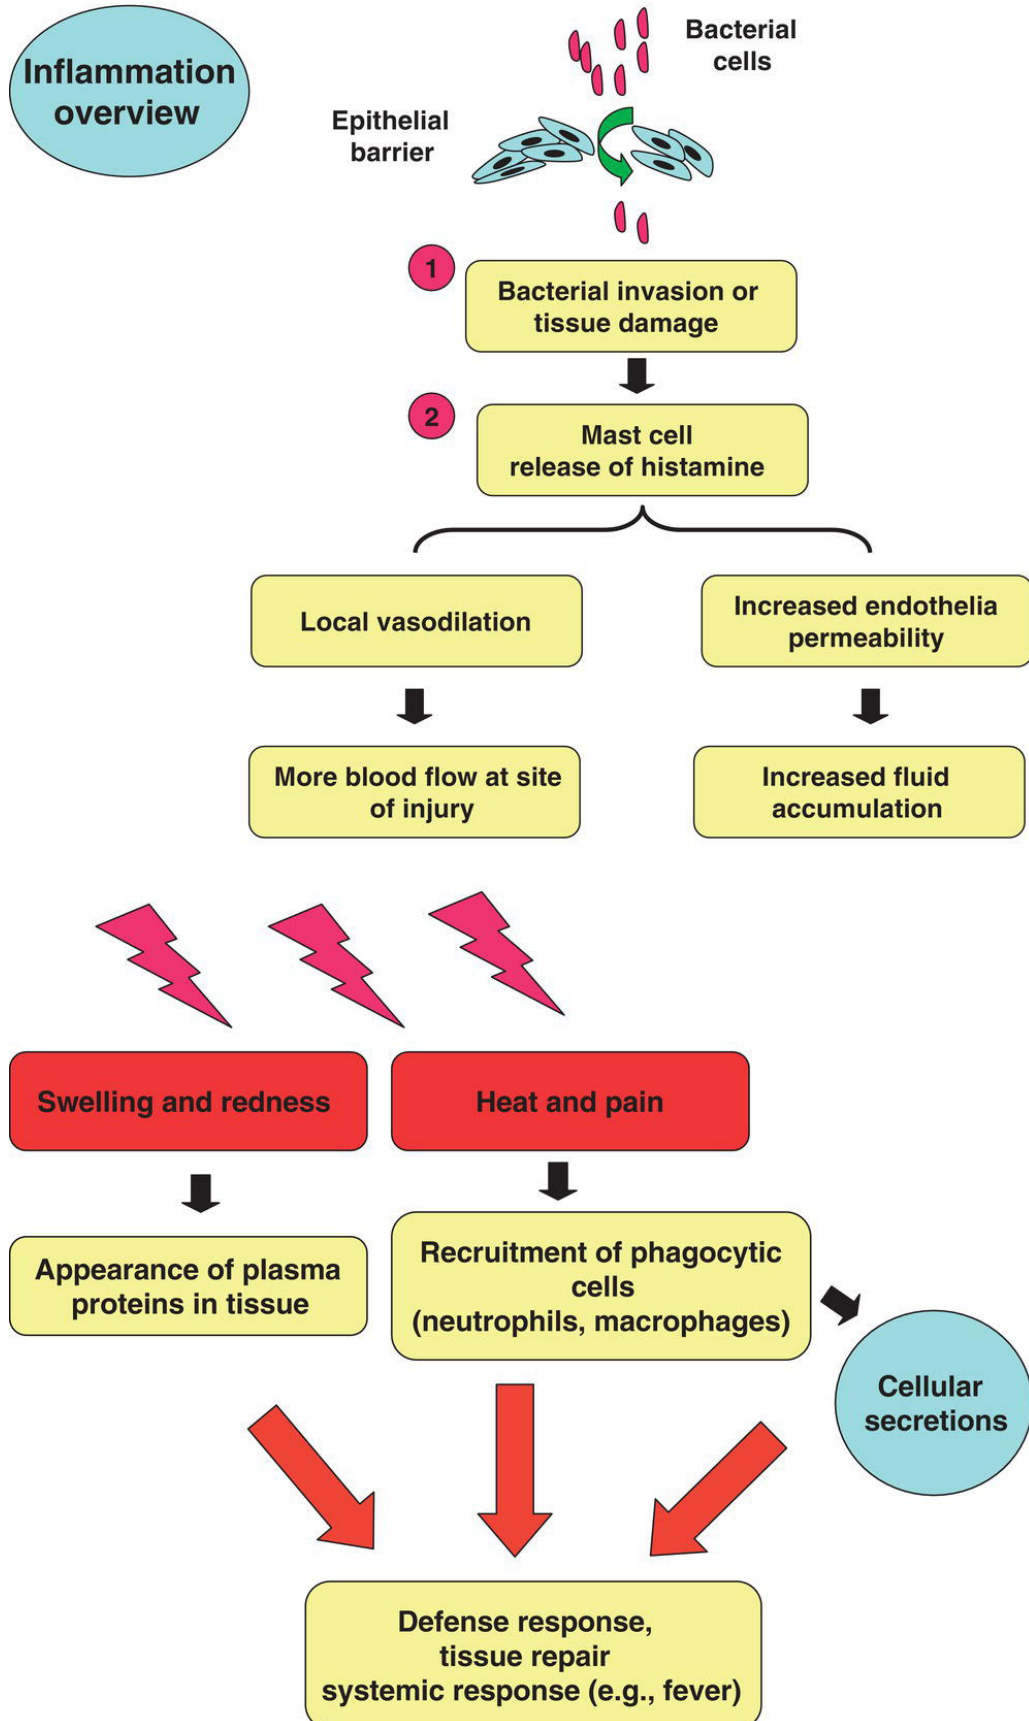 Inflammation
overview
Bacterial
cells
Epithelial
barrier
1
Bacterial invasion or
tissue damage
2
Mast cell
release of histamine
Local vasodilation
Increased endothelia
permeability
More blood flow at site
of injury
Increased fluid
accumulation
Swelling and redness
Heat and pain
Appearance of plasma
proteins in tissue
Recruitment of phagocytic
cells
(neutrophils, macrophages)
Cellular
secretions
Defense response,
tissue repair
systemic response (e.g., fever)